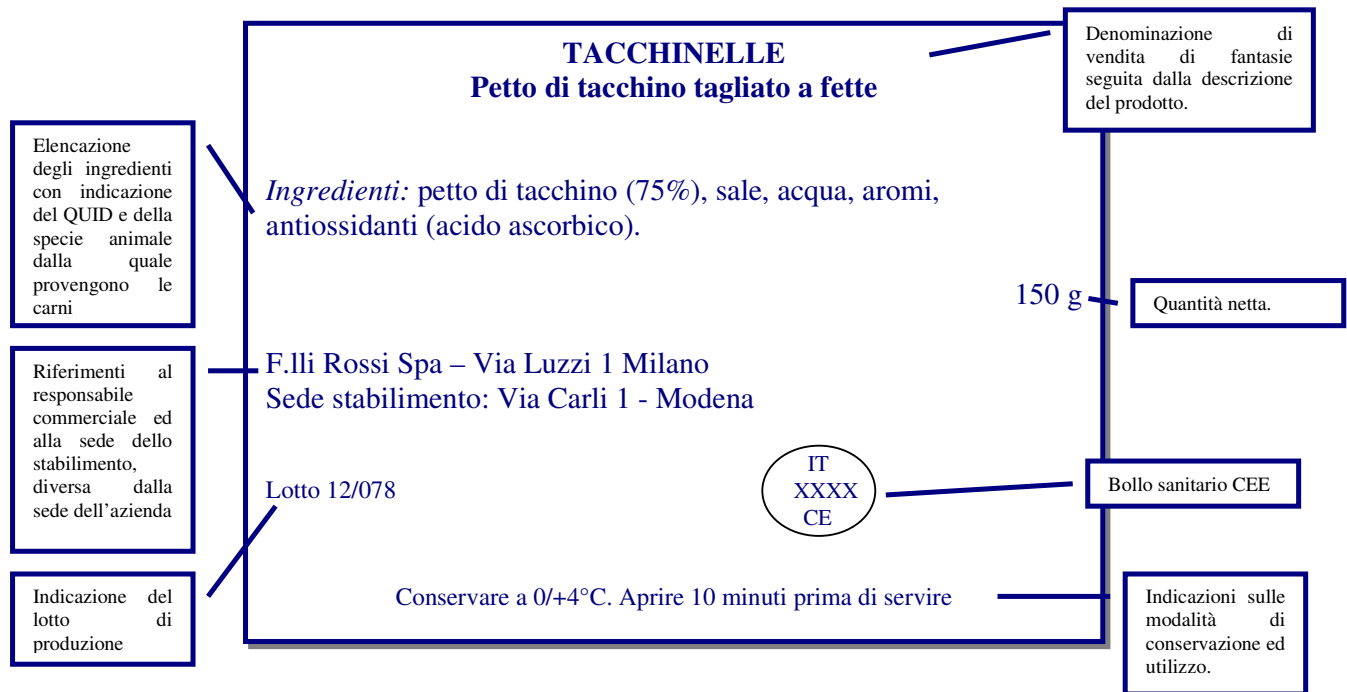 TACCHINELLE
Petto di tacchino tagliato a fette
Denominazione di
vendita di fantasie
seguita dalla descrizione
del prodotto.
Elencazione
degli ingredienti
con indicazione
del QUID e della
specie animale
dalla quale
provengono le
carni
Ingredienti: petto di tacchino (75%), sale, acqua, aromi,
antiossidanti (acido ascorbico).
150 g
Quantità netta.
Riferimenti al
responsabile
commerciale ed
alla sede dello
stabilimento,
diversa dalla
sede dell’azienda
F.lli Rossi Spa – Via Luzzi 1 Milano
Sede stabilimento: Via Carli 1 - Modena
Lotto 12/078
IT
XXXX
CE
Bollo sanitario CEE
Indicazione del
lotto di
produzione
Conservare a 0/+4°C. Aprire 10 minuti prima di servire
Indicazioni sulle
modalità di
conservazione ed
utilizzo.